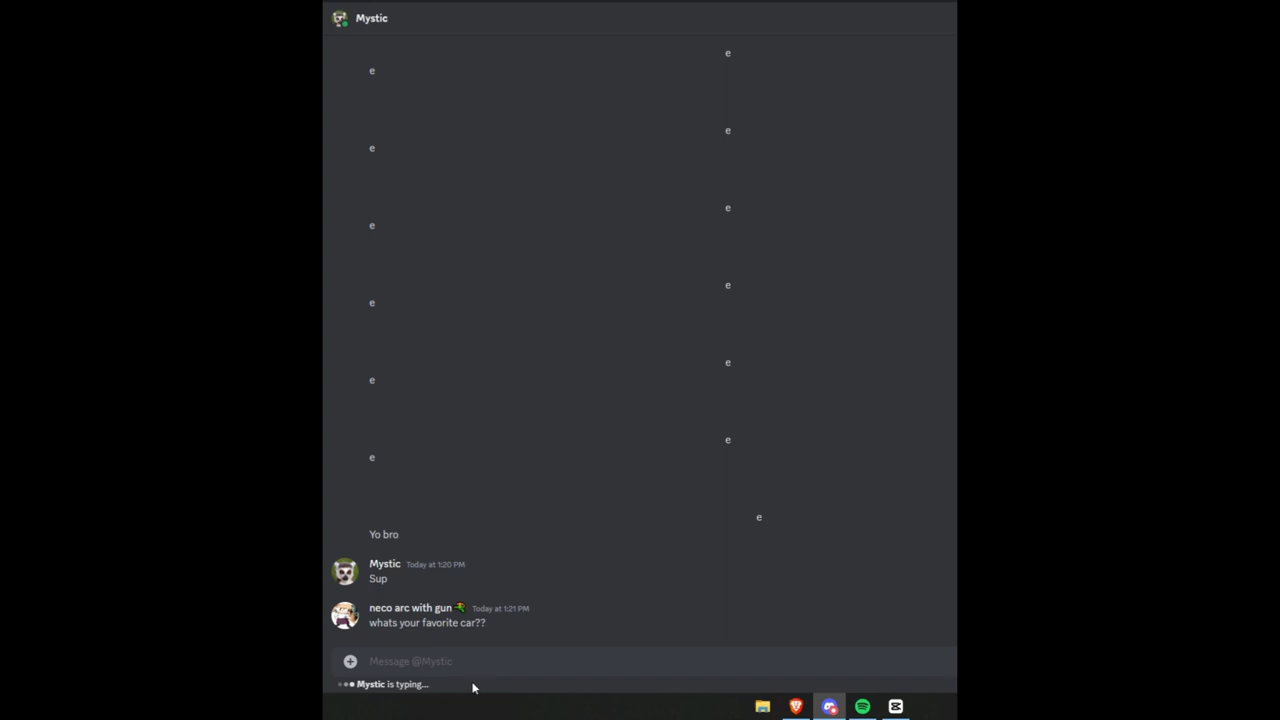 Mystic
e
e
e
e
e
e
e
e
e
e
e
e
e
Yo bro
Mystic Today at 1:20 PM
Sup
neco arc with gun Today at 1:21 PM
whats your favorite car??
Message @Mystic
Mystic is typing...